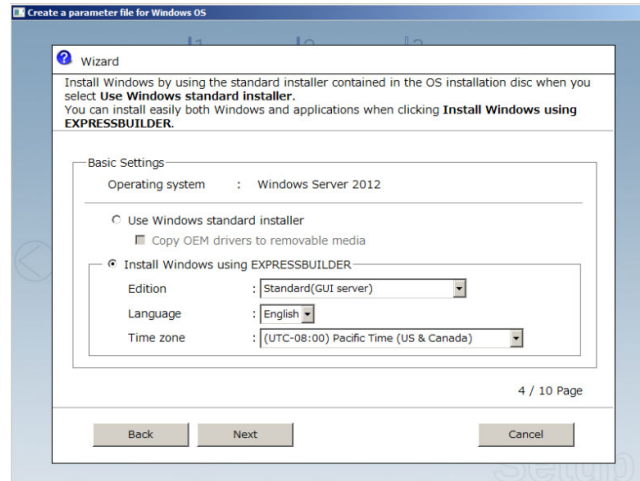 Create a parameter file for Windows OS
Wizard
Install Windows by using the standard installer contained in the OS installation disc when you
select Use Windows standard installer.
You can install easily both Windows and applications when clicking Install Windows using
EXPRESSBUILDER.
Basic Settings
Operating system : Windows Server 2012
Use Windows standard installer
Copy OEM drivers to removable media
Install Windows using EXPRESSBUILDER
Edition : Standard(GUI server)
Language : English
Time zone : (UTC-08:00) Pacific Time (US & Canada)
4 / 10 Page
Back Next Cancel
Setup